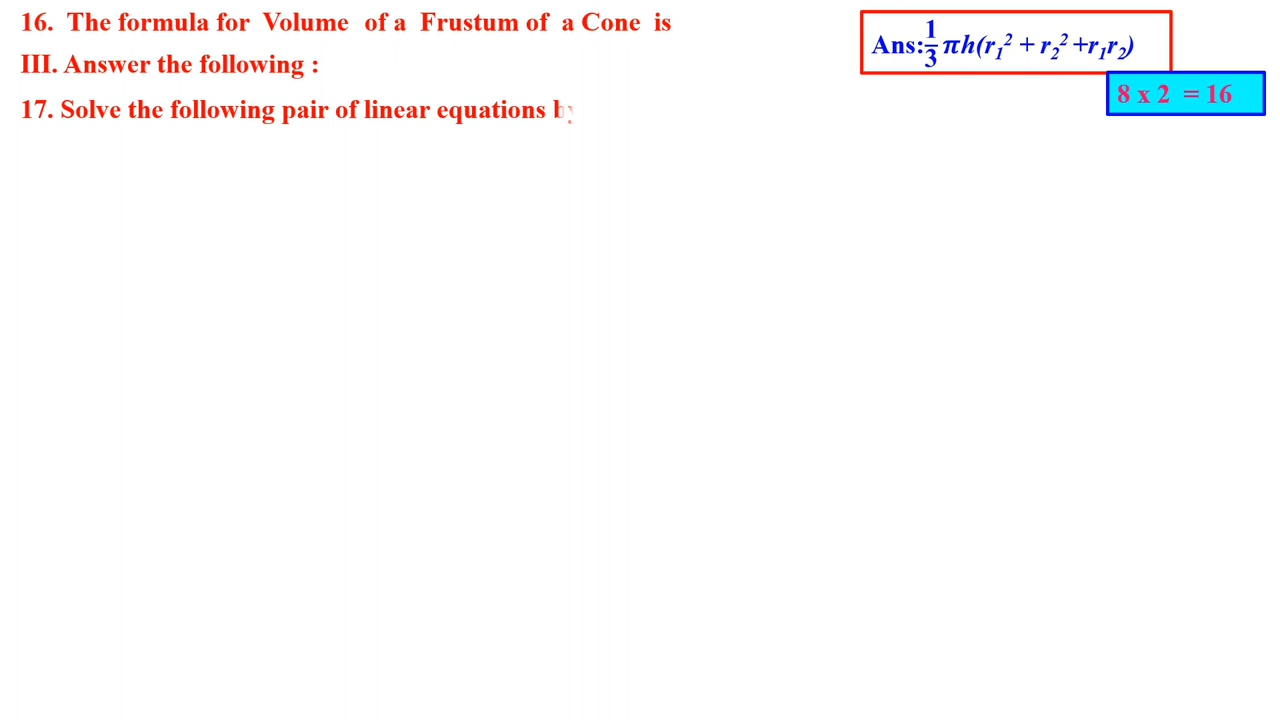 16. The formula for Volume of a Frustum of a Cone is
Ans: 1/3 πh(r₁² + r₂² +r₁r₂)
III. Answer the following :
8 x 2 = 16
17. Solve the following pair of linear equations by